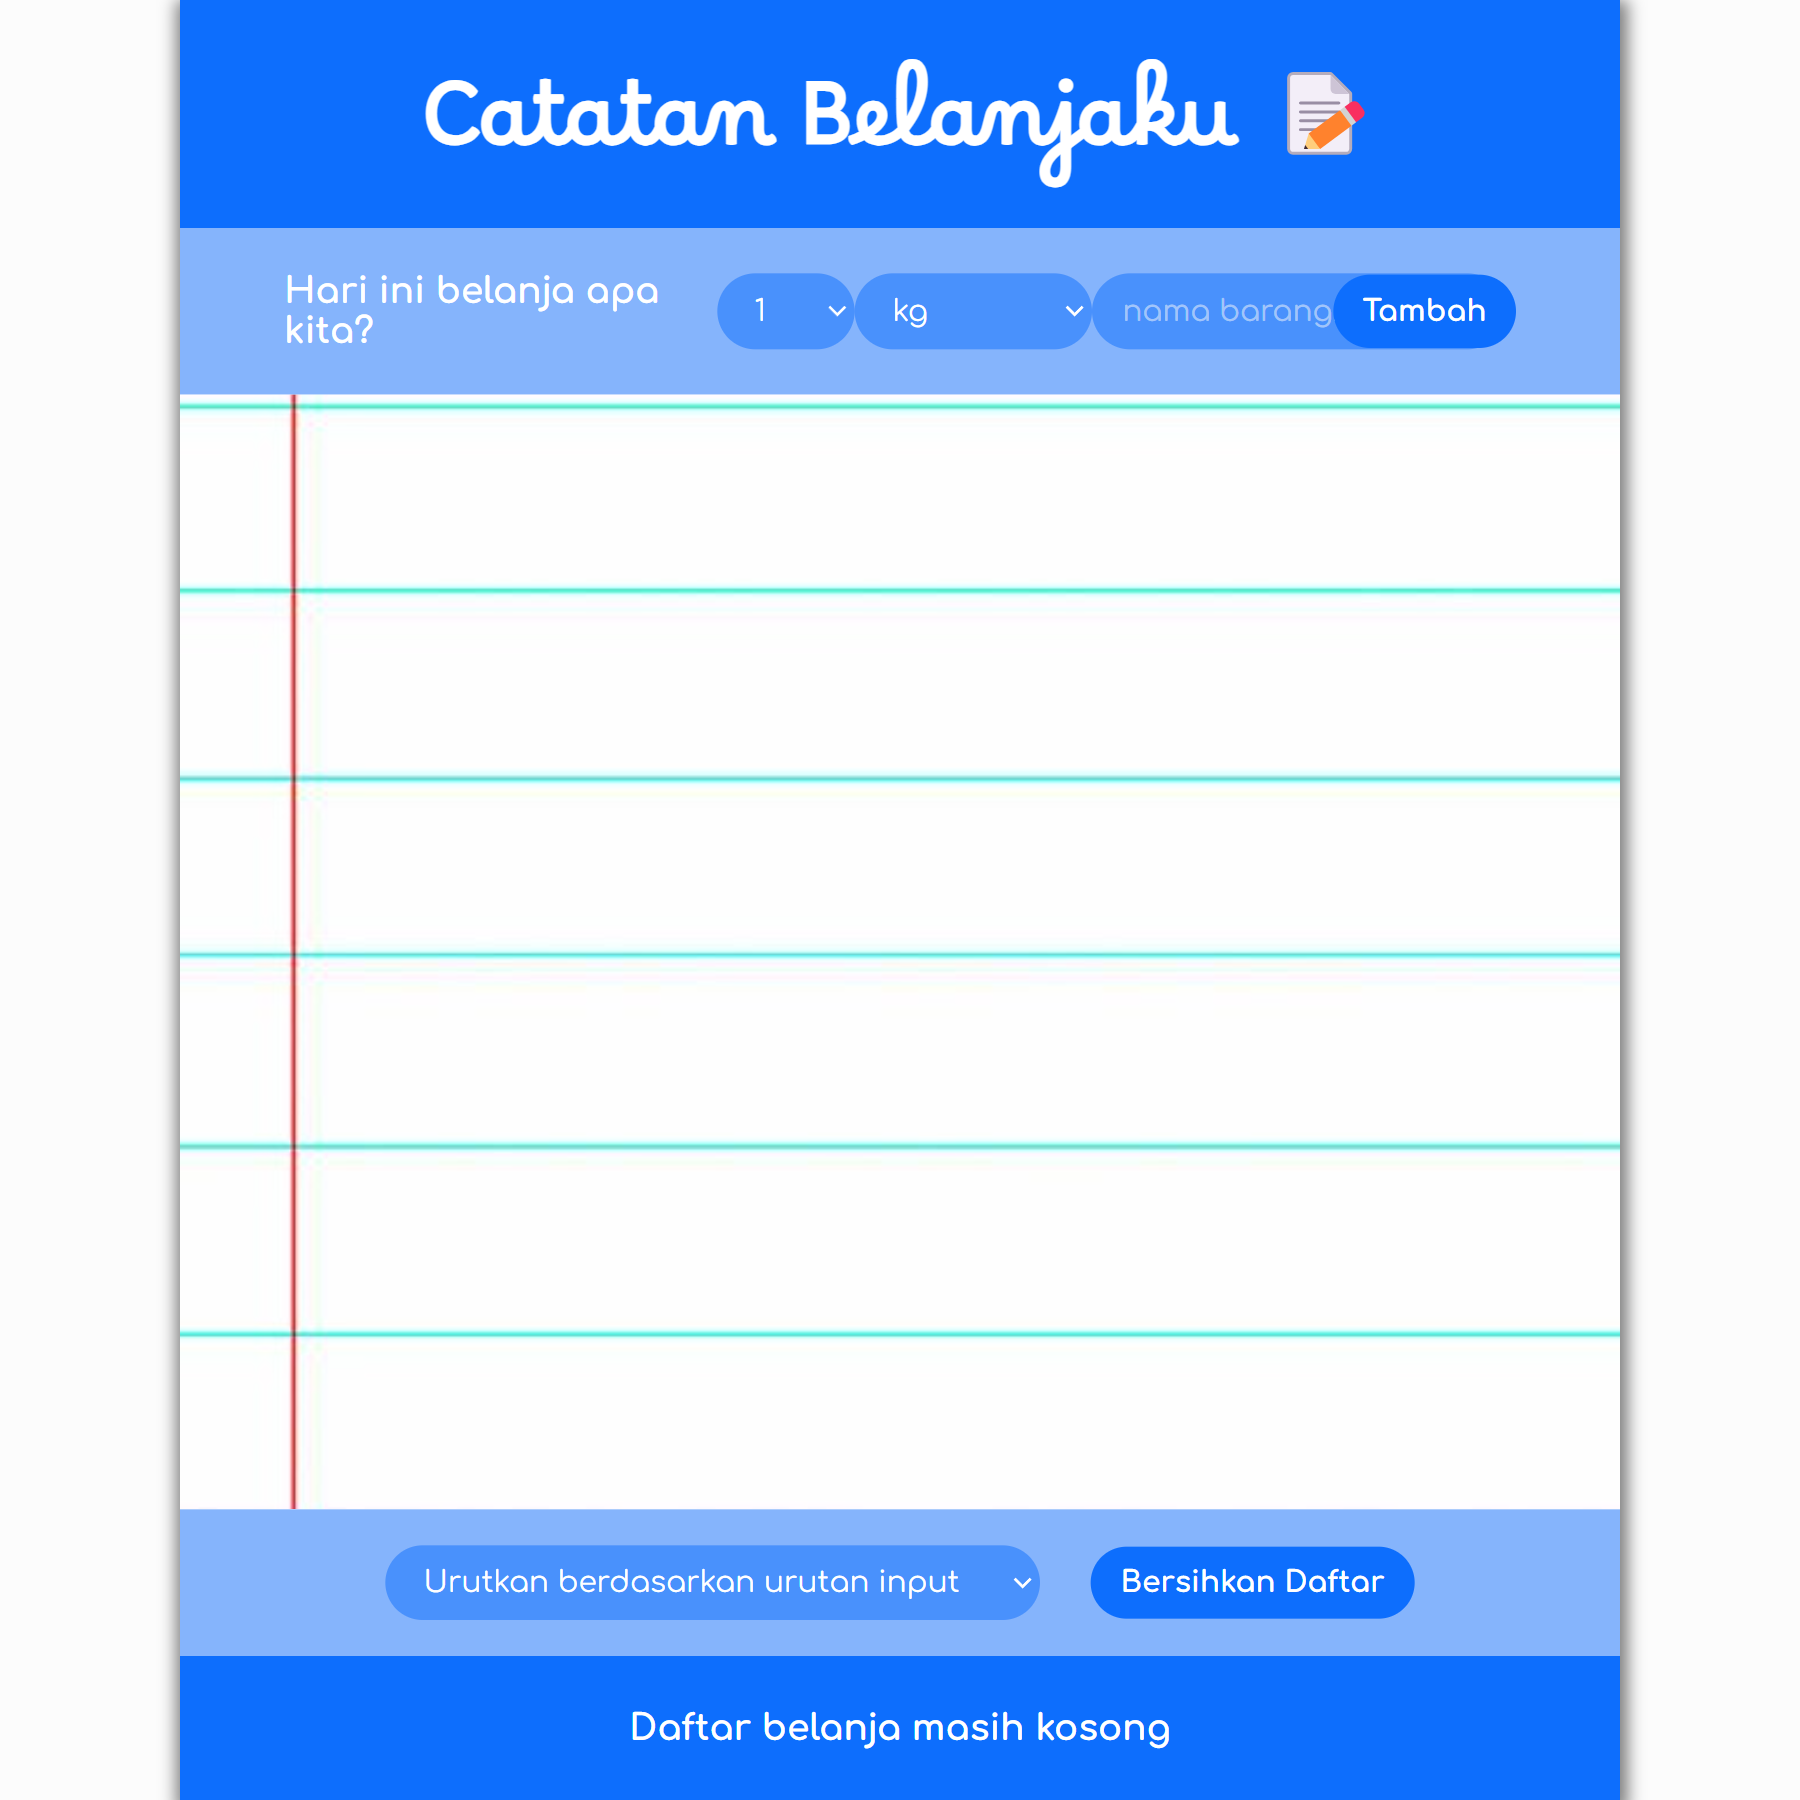 Catatan Belanjaku
Hari ini belanja apa
kita?
1
kg
nama barang
Tambah
Urutkan berdasarkan urutan input
Bersihkan Daftar
Daftar belanja masih kosong